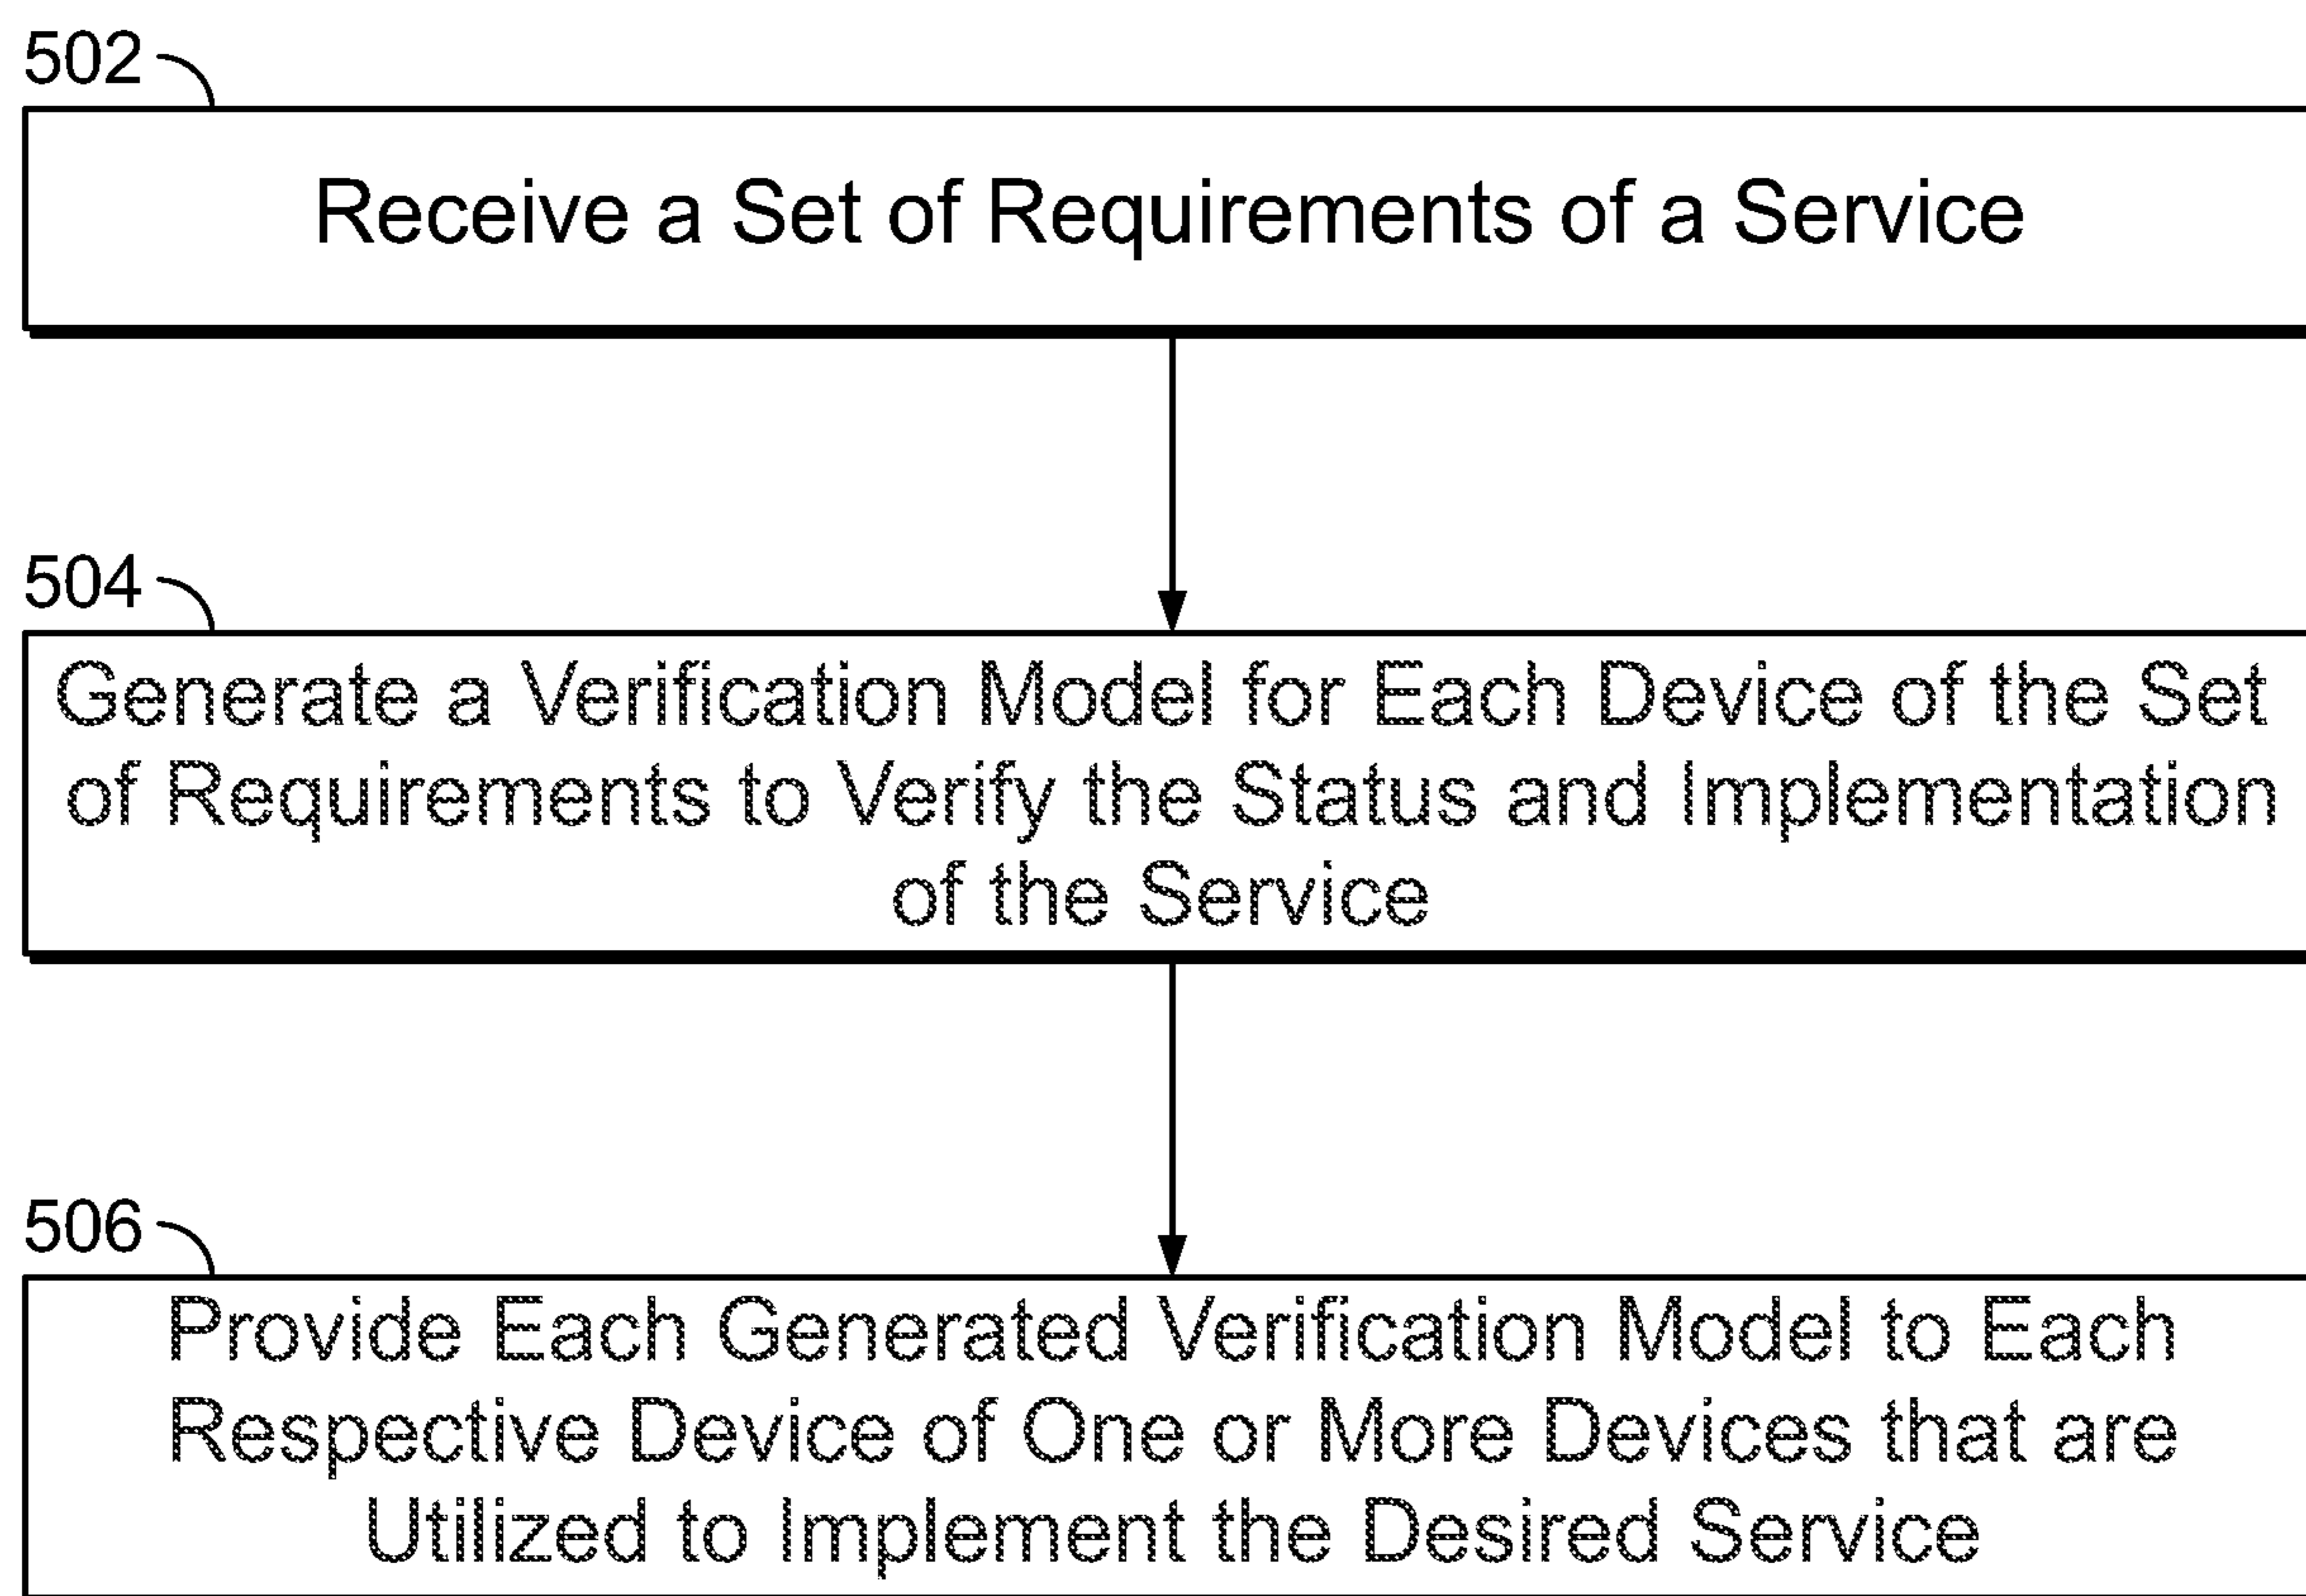 502
Receive a Set of Requirements of a Service
504
Generate a Verification Model for Each Device of the Set
of Requirements to Verify the Status and Implementation
of the Service
506
Provide Each Generated Verification Model to Each
Respective Device of One or More Devices that are
Utilized to Implement the Desired Service